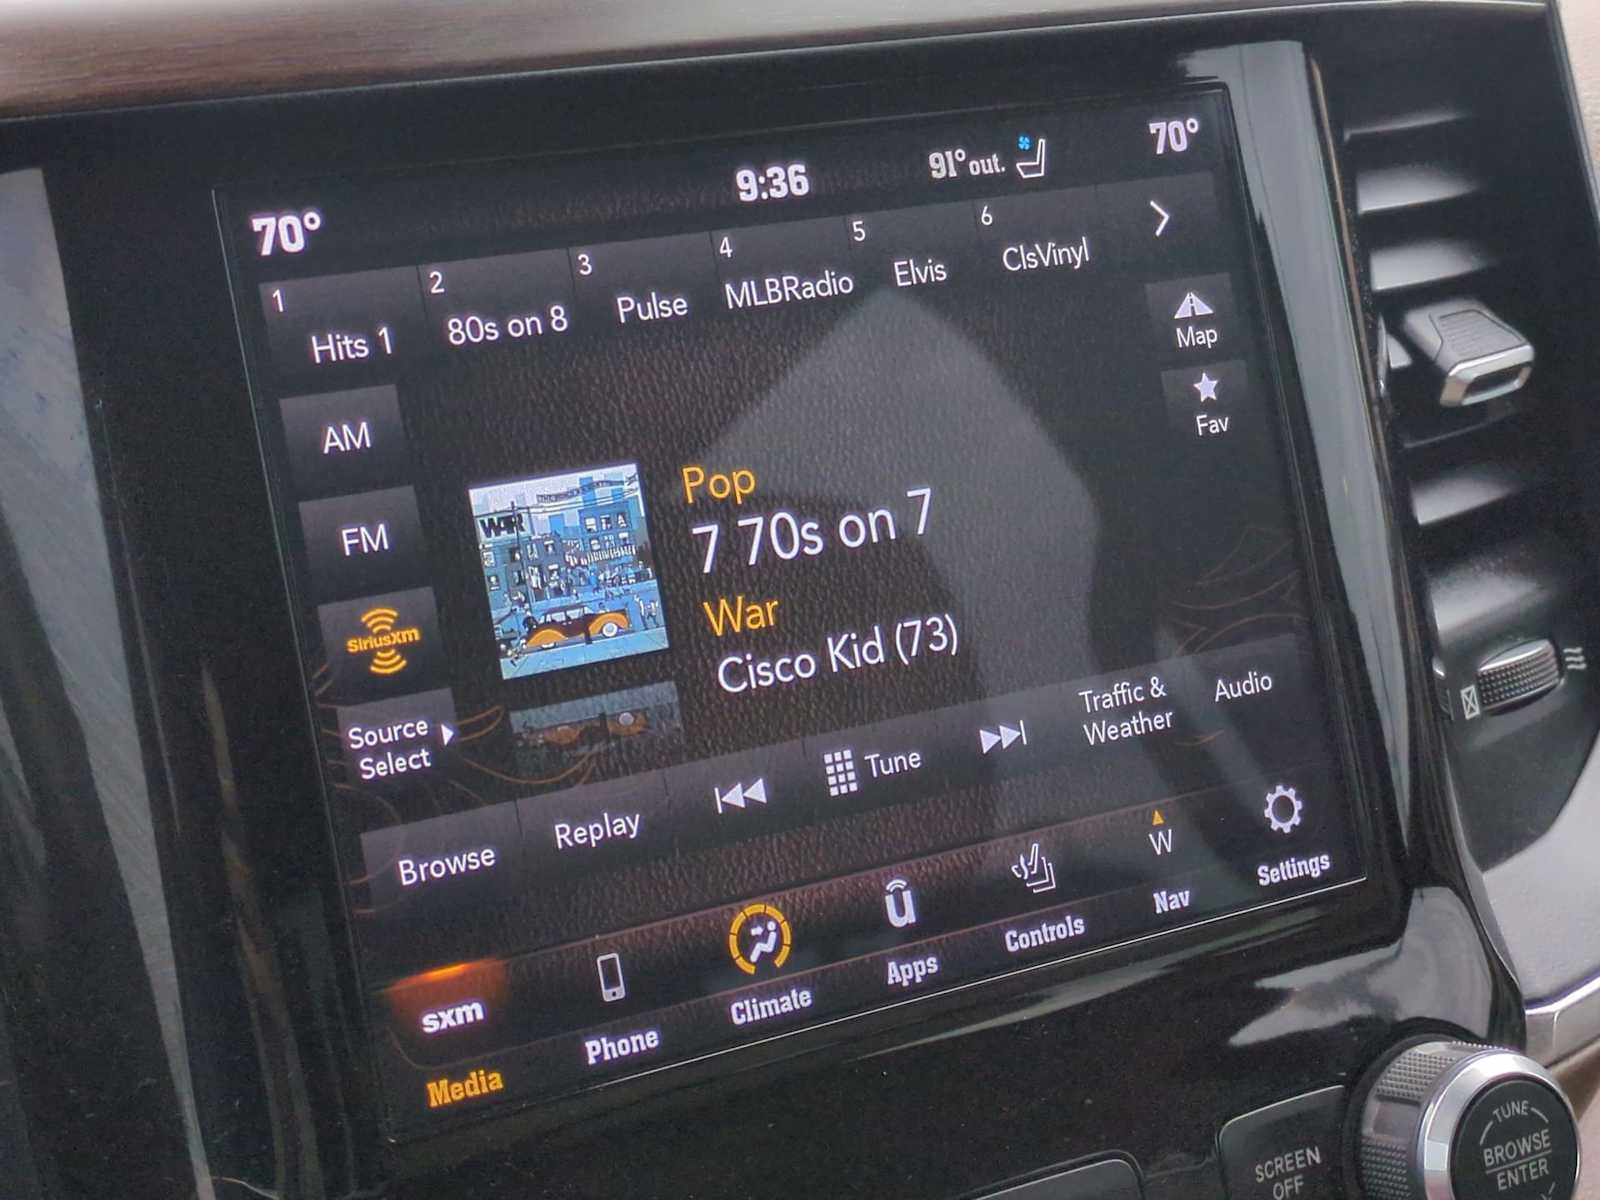 70°
9:36
91° out.
70°
1
Hits 1
2
80s on 8
3
Pulse
4
MLBRadio
5
Elvis
6
ClsVinyl
Map
Fav
AM
FM
SiriusXM
Source
Select
WAR
Pop
7 70s on 7
War
Cisco Kid (73)
Browse
Replay
Tune
Traffic &
Weather
Audio
sxm
Media
Phone
Climate
u
Apps
Controls
W
Nav
Settings
SCREEN
OFF
TUNE
BROWSE
ENTER